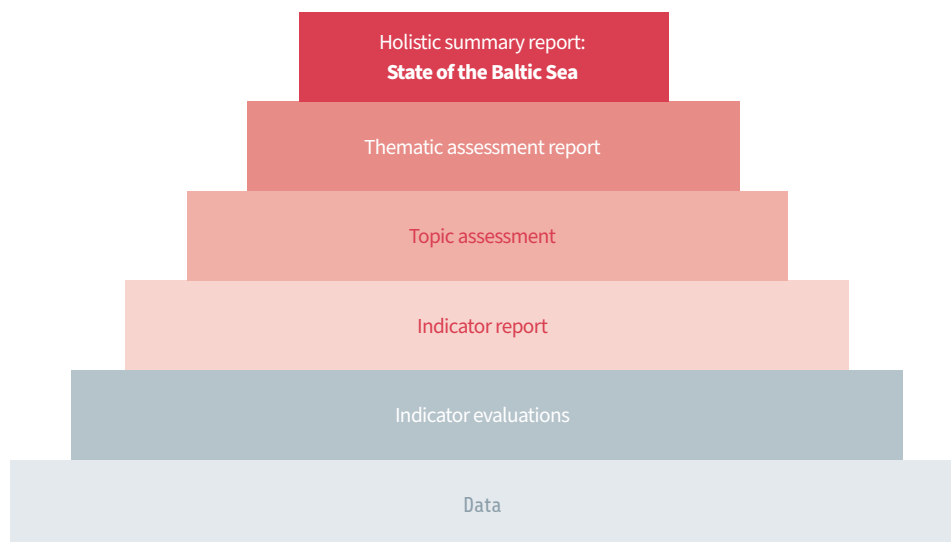 Holistic summary report:
State of the Baltic Sea
Thematic assessment report
Topic assessment
Indicator report
Indicator evaluations
Data